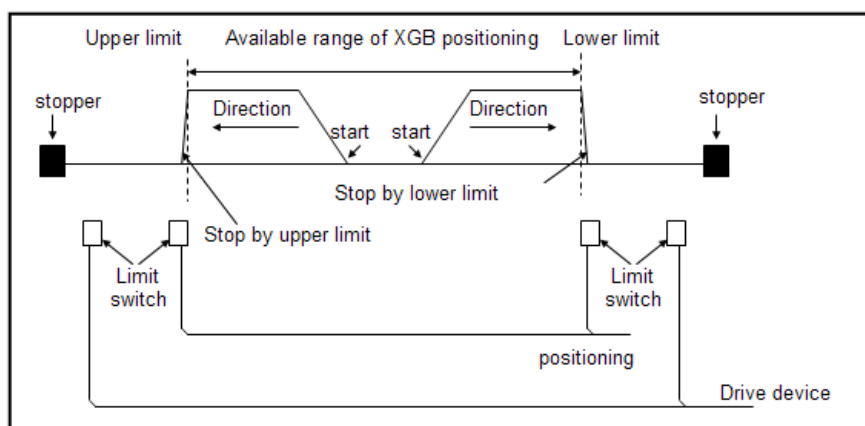 Upper limit
Available range of XGB positioning
Lower limit
stopper
Direction
Direction
stopper
start
start
Stop by lower limit
Stop by upper limit
Limit
switch
Limit
switch
positioning
Drive device